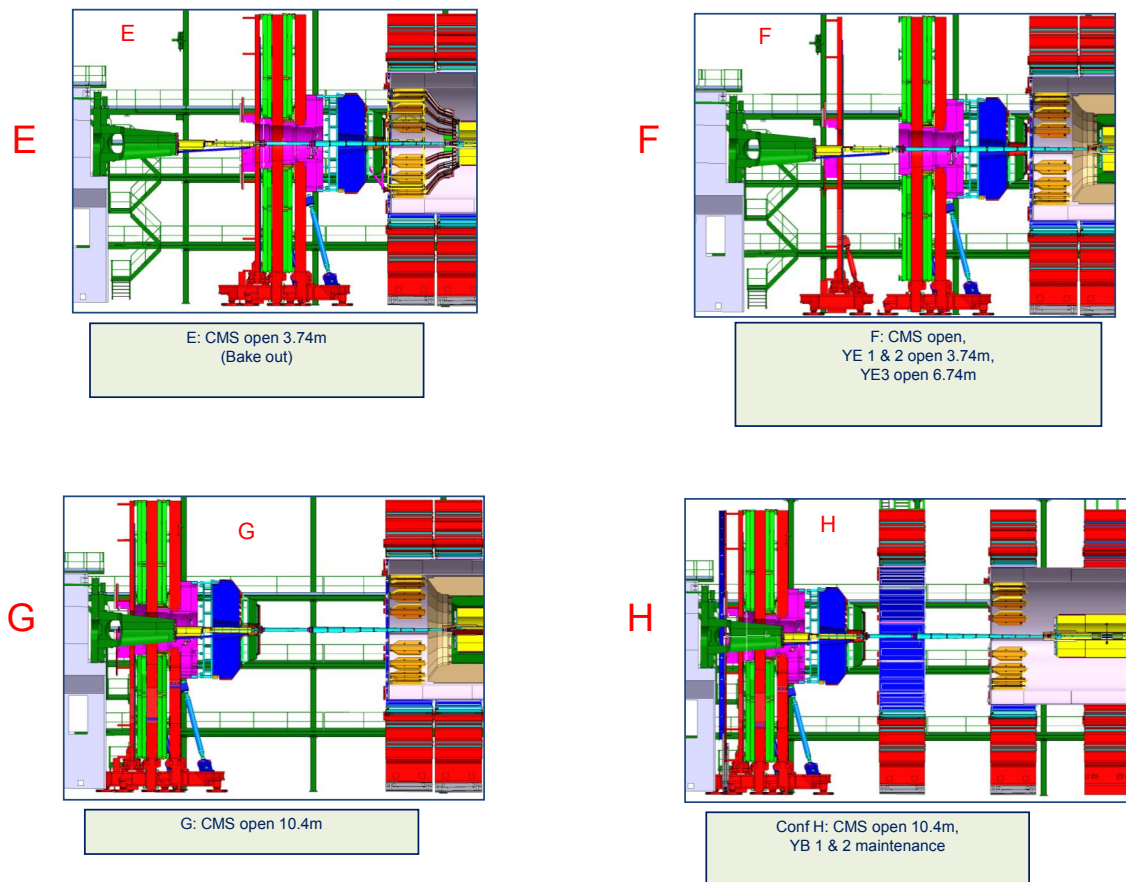 E
E
E: CMS open 3.74m
(Bake out)
F
F
F: CMS open,
YE 1 & 2 open 3.74m,
YE3 open 6.74m
G
G
G: CMS open 10.4m
H
H
Conf H: CMS open 10.4m,
YB 1 & 2 maintenance